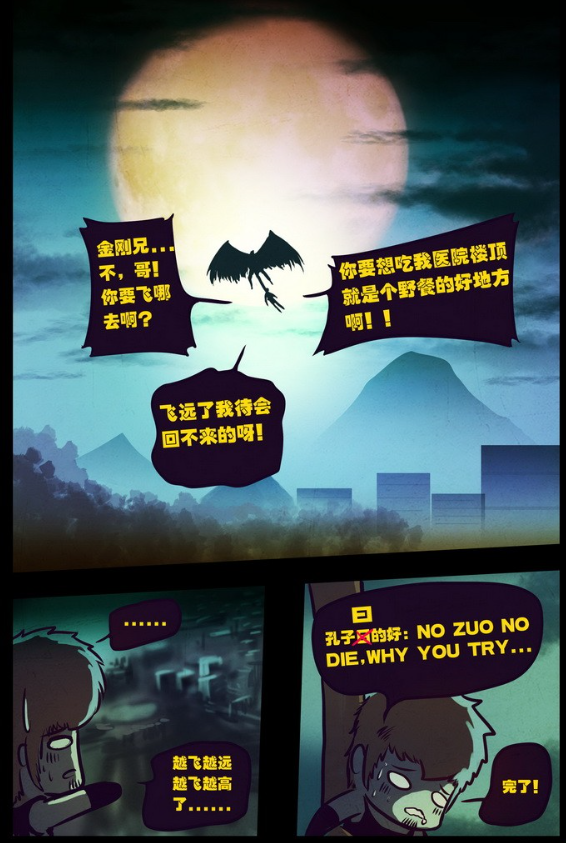 金刚兄...
不，哥！
你要飞哪
去啊？
你要想吃我医院楼顶
就是个野餐的好地方
啊！！
飞远了我待会
回不来的呀！
......
越飞越远
越飞越高
了......
曰
孔子日的好：NO ZUO NO
DIE,WHY YOU TRY...
完了！